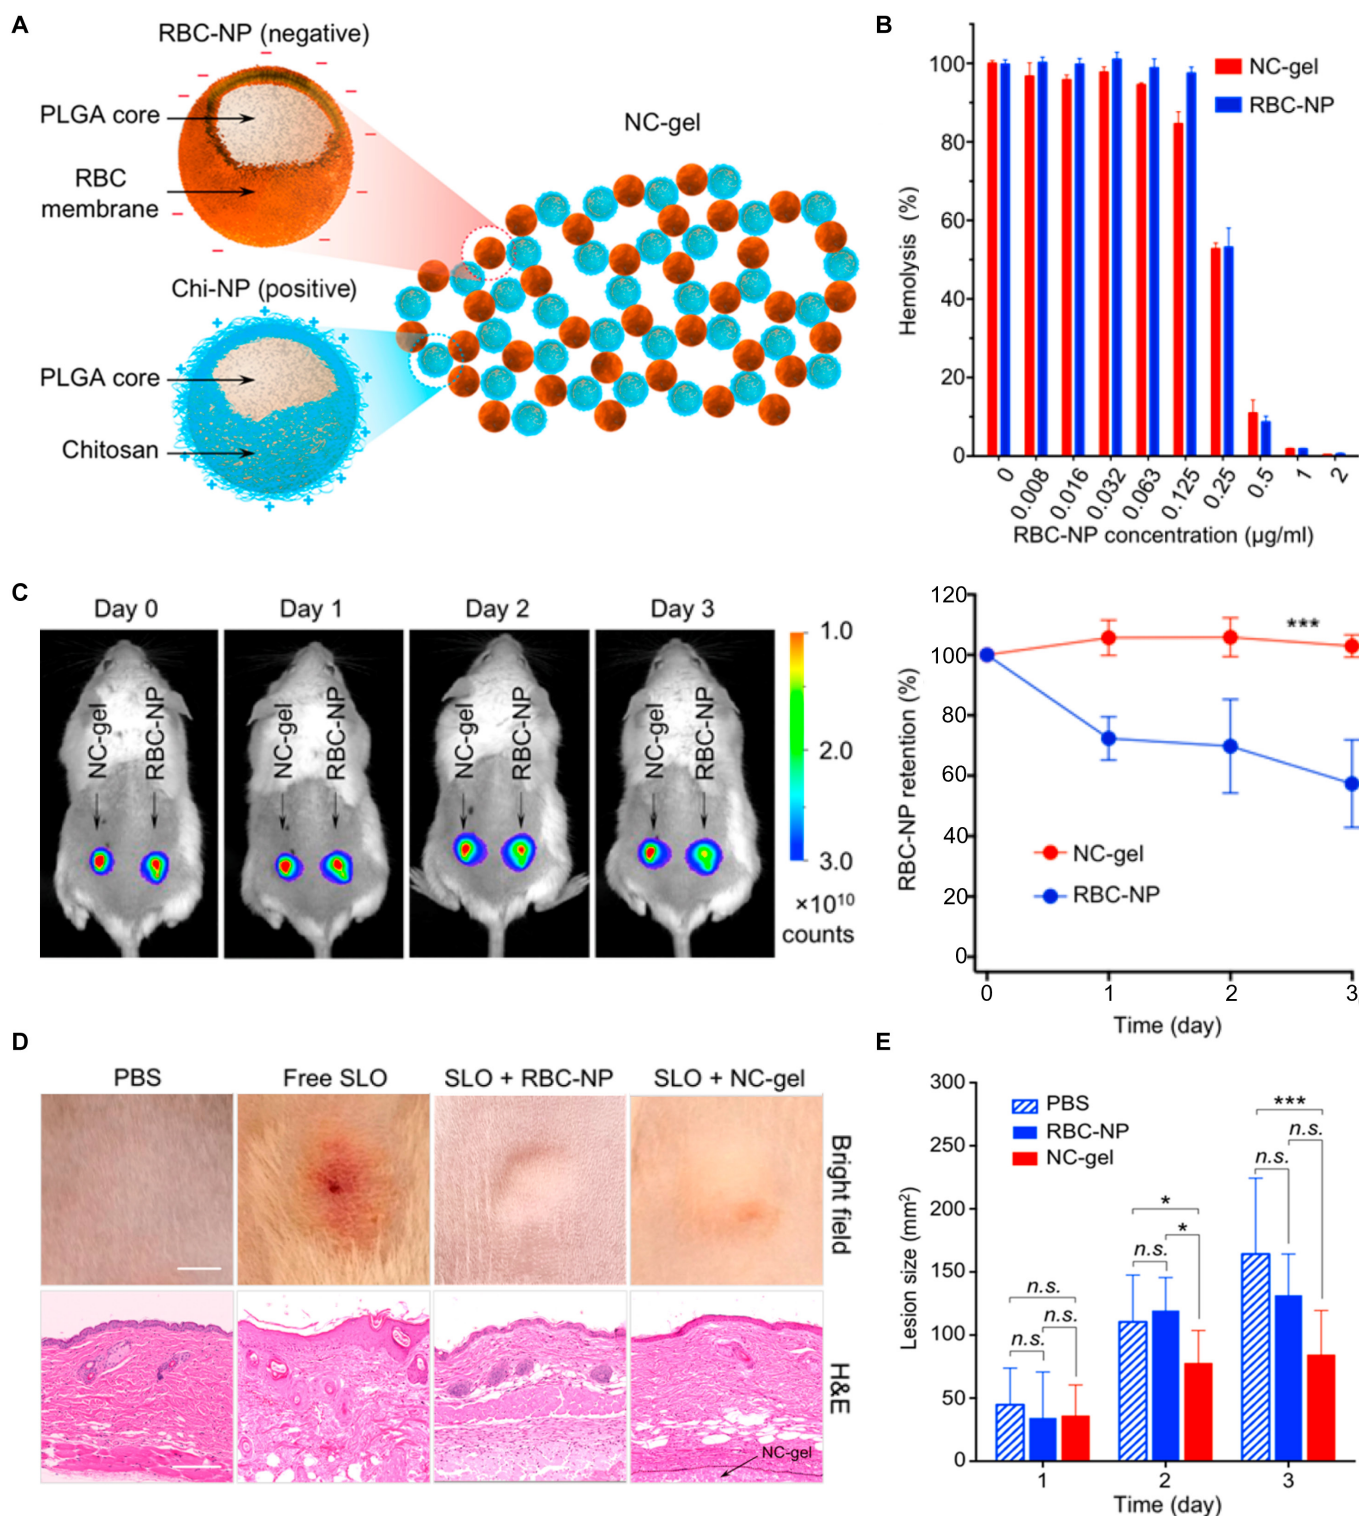 A
RBC-NP (negative)
PLGA core
RBC
membrane
Chi-NP (positive)
PLGA core
Chitosan
NC-gel
B
NC-gel
RBC-NP
Hemolysis (%)
100
80
60
40
20
0
0
0.008
0.016
0.032
0.063
0.125
0.25
0.5
1
2
RBC-NP concentration (µg/ml)
C
Day 0
Day 1
Day 2
Day 3
NC-gel
RBC-NP
NC-gel
RBC-NP
NC-gel
RBC-NP
NC-gel
RBC-NP
1.0
2.0
3.0
×10¹⁰
counts
RBC-NP retention (%)
120
100
80
60
40
20
0
***
NC-gel
RBC-NP
0
1
2
3
Time (day)
D
PBS
Free SLO
SLO + RBC-NP
SLO + NC-gel
Bright field
H&E
NC-gel
E
Lesion size (mm²)
300
250
200
150
100
50
0
PBS
RBC-NP
NC-gel
n.s.
n.s.
n.s.
*
n.s.
*
***
n.s.
n.s.
1
2
3
Time (day)